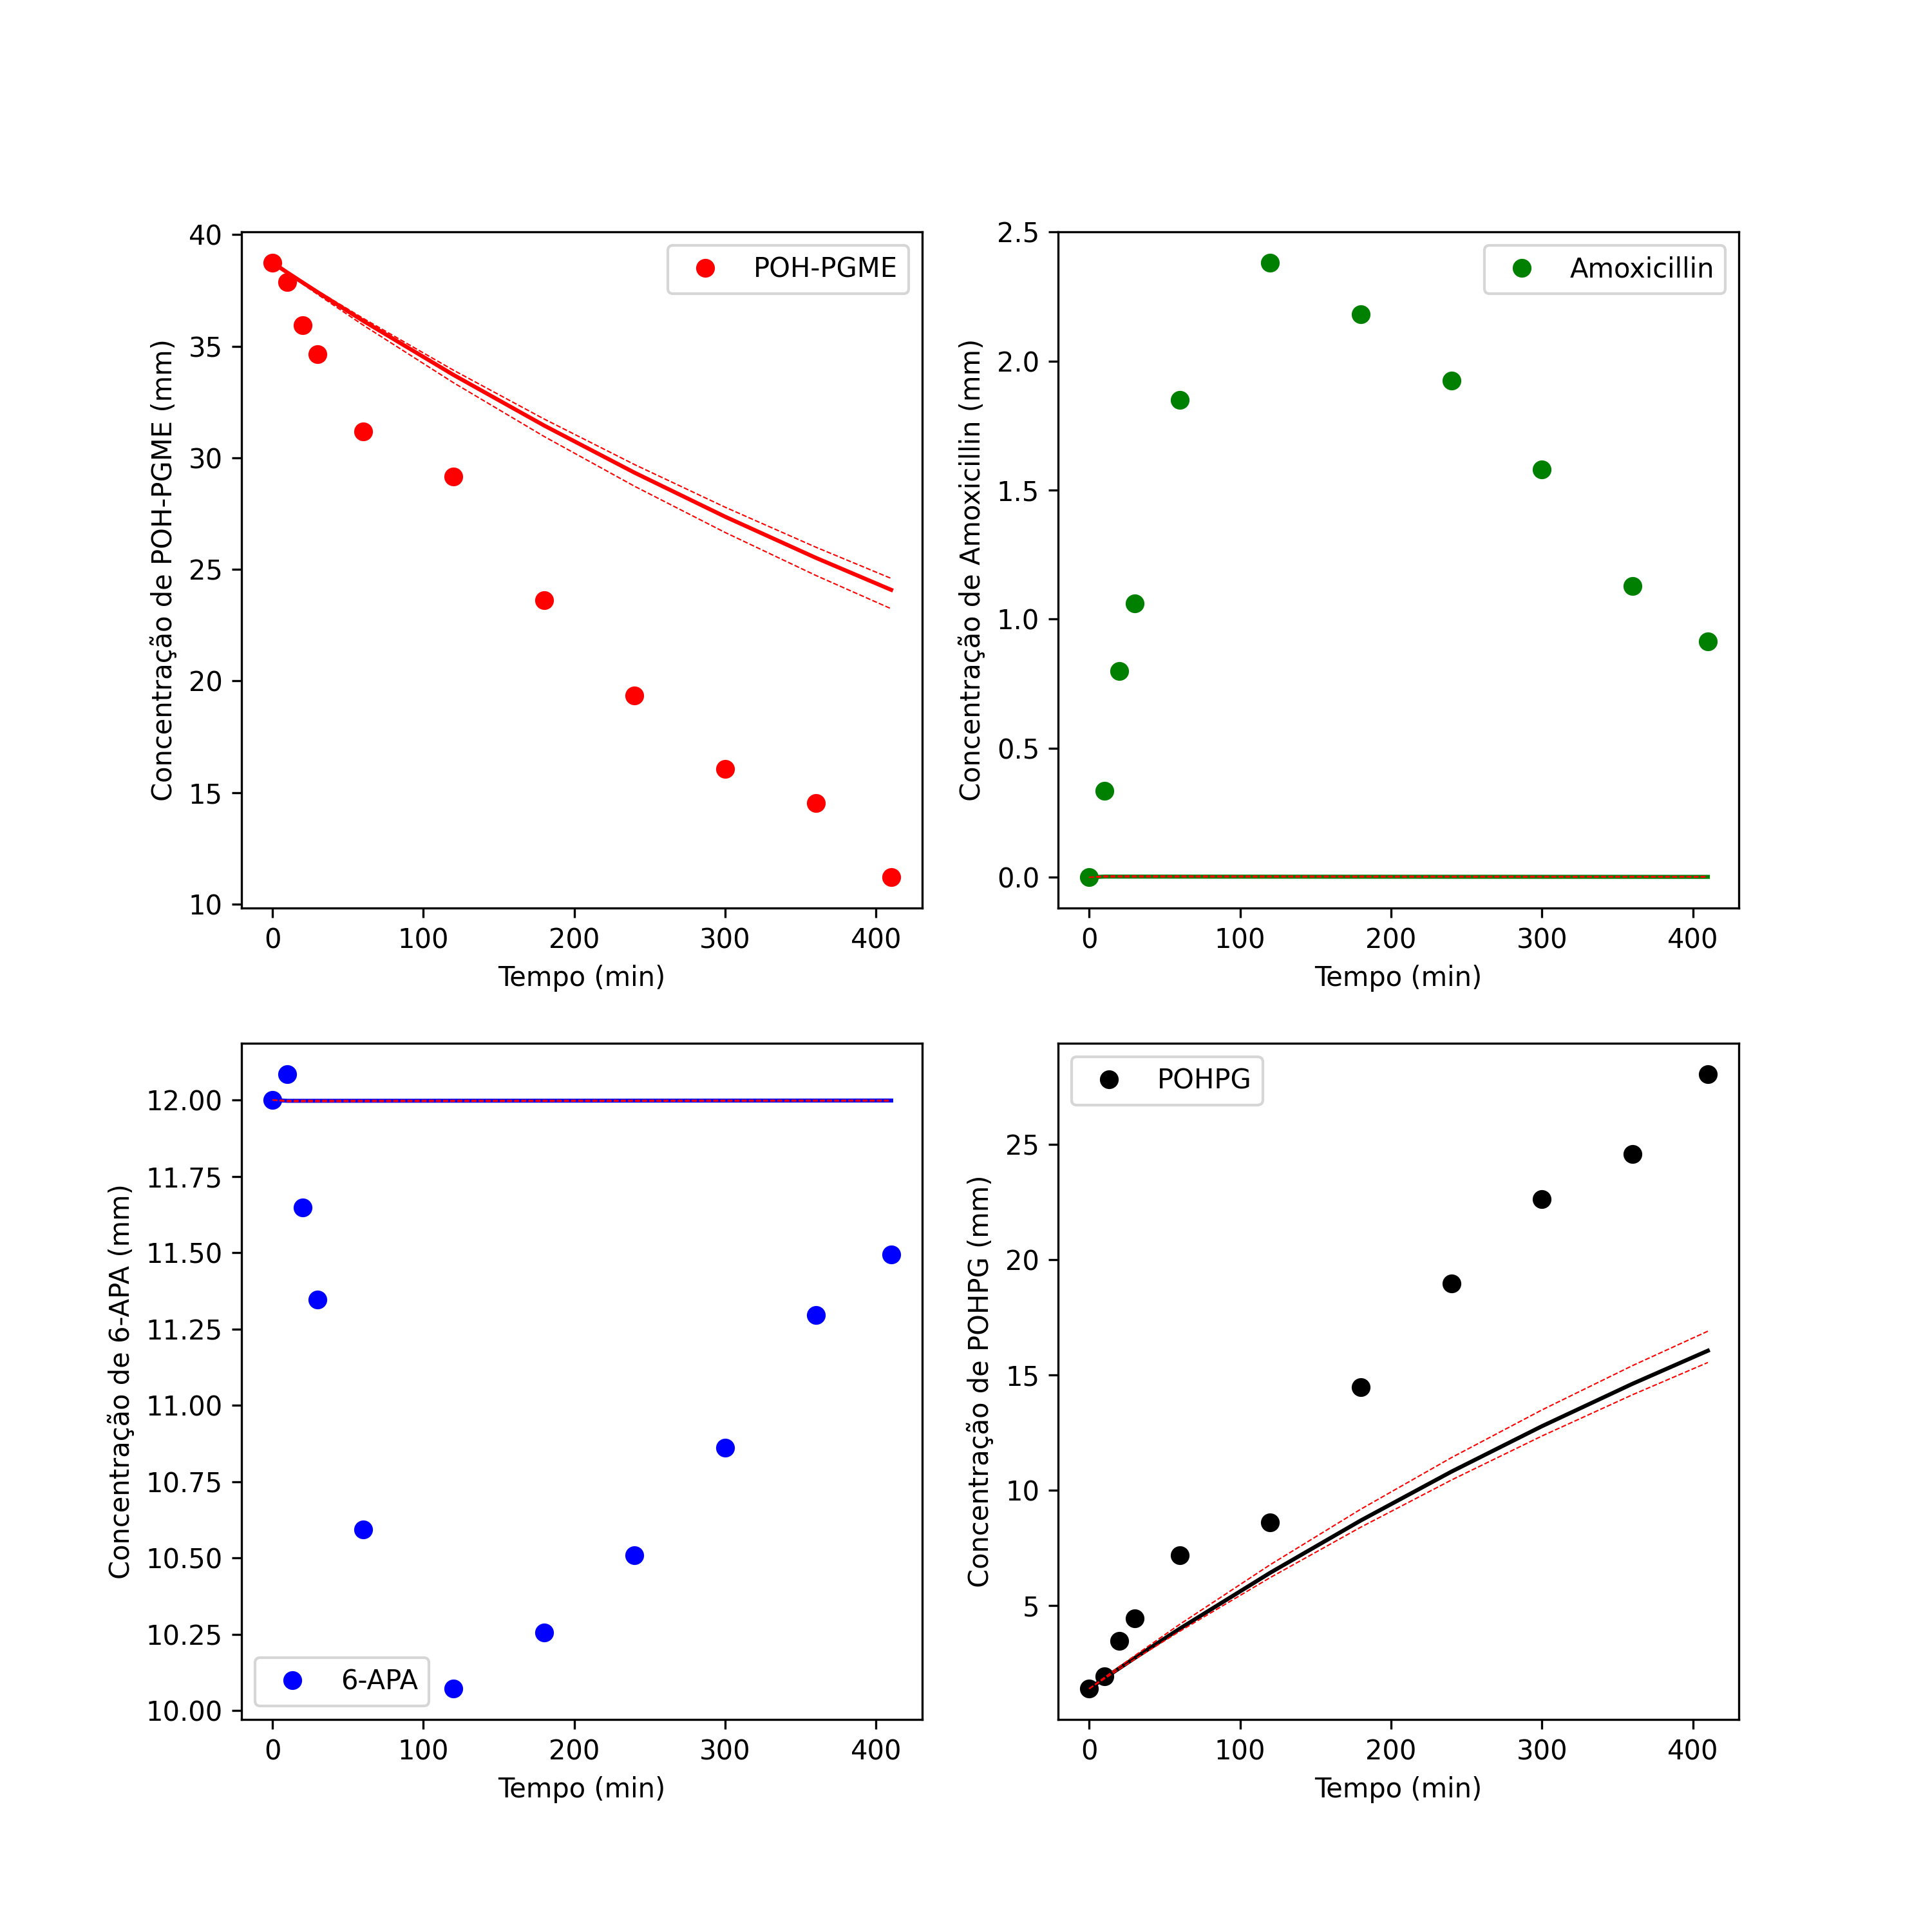 40
35
30
25
20
15
10
Concentração de POH-PGME (mm)
POH-PGME
0 100 200 300 400
Tempo (min)
2.5
2.0
1.5
1.0
0.5
0.0
Concentração de Amoxicillin (mm)
Amoxicillin
0 100 200 300 400
Tempo (min)
12.00
11.75
11.50
11.25
11.00
10.75
10.50
10.25
10.00
Concentração de 6-APA (mm)
6-APA
0 100 200 300 400
Tempo (min)
25
20
15
10
5
Concentração de POHPG (mm)
POHPG
0 100 200 300 400
Tempo (min)